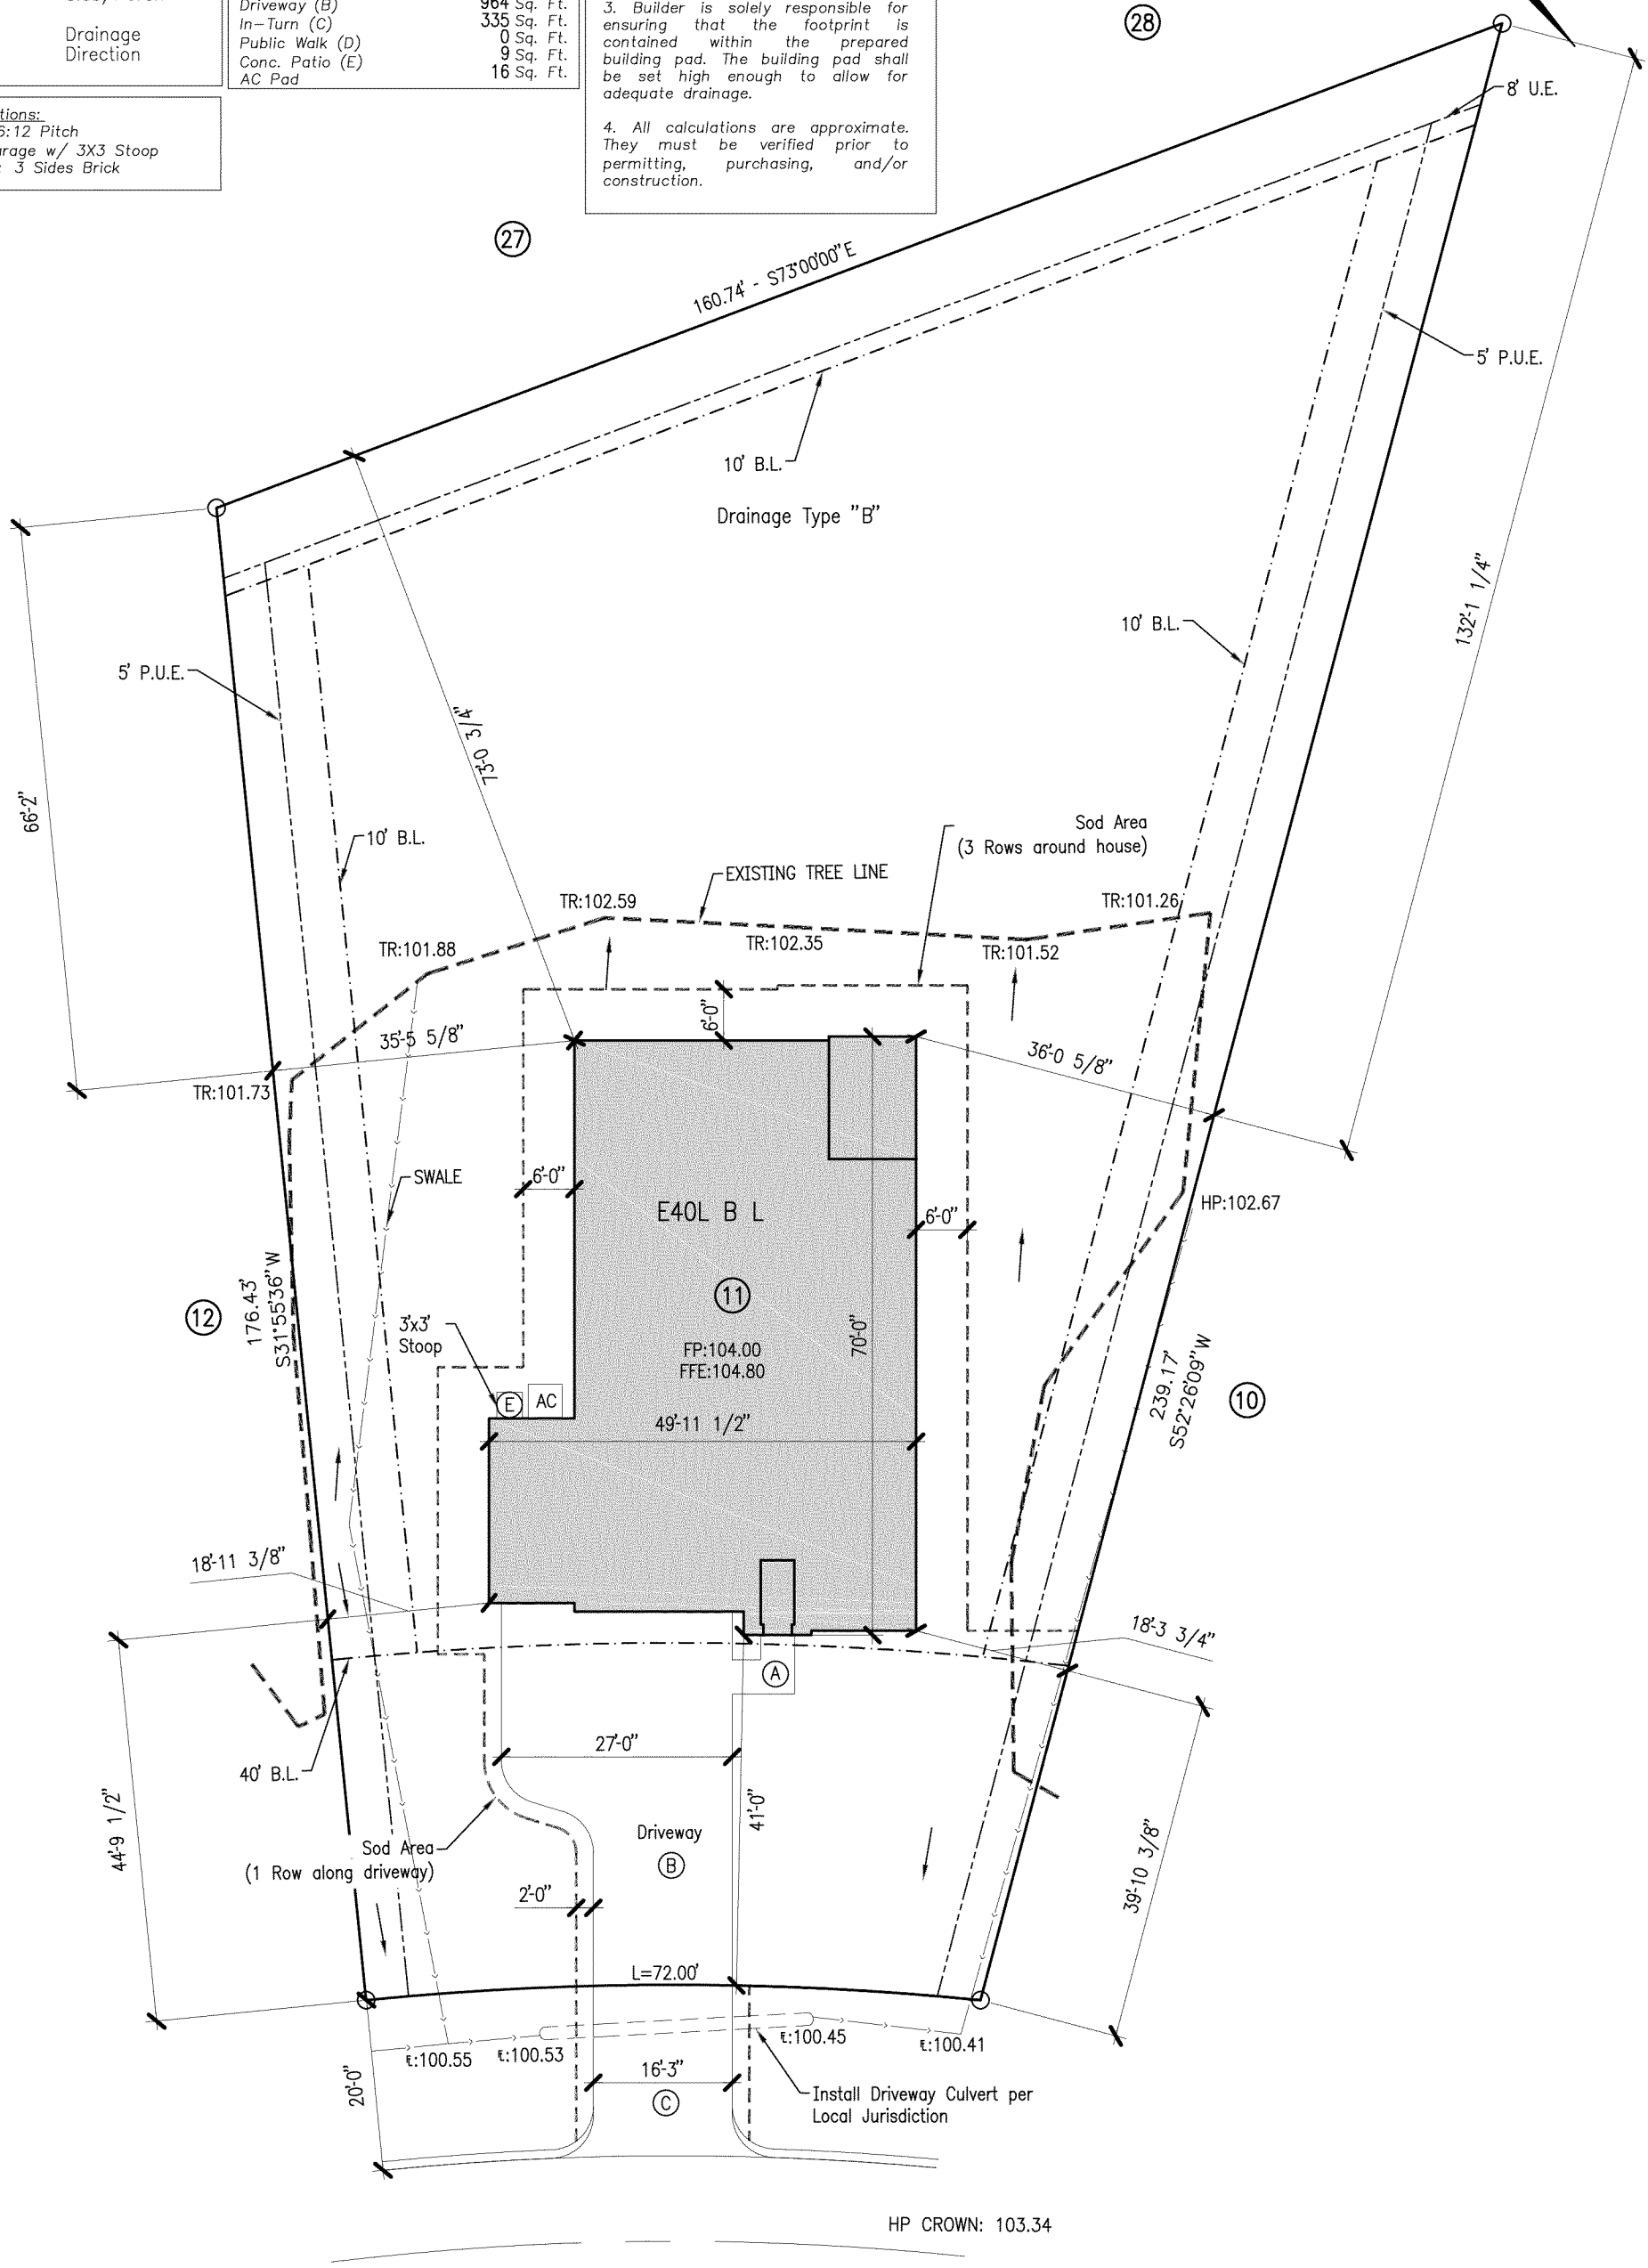 Drainage
Direction
Driveway (B) 964 Sq. Ft.
In-Turn (C) 335 Sq. Ft.
Public Walk (D) 0 Sq. Ft.
Conc. Patio (E) 9 Sq. Ft.
AC Pad 16 Sq. Ft.
6:12 Pitch
w/ 3X3 Stoop
3 Sides Brick
3. Builder is solely responsible for
ensuring that the footprint is
contained within the prepared
building pad. The building pad shall
be set high enough to allow for
adequate drainage.
4. All calculations are approximate.
They must be verified prior to
permitting, purchasing, and/or
construction.
28
27
8' U.E.
160.74' - S73°00'00"E
5' P.U.E.
10' B.L.
Drainage Type "B"
132'-1 1/4"
10' B.L.
5' P.U.E.
73'-0 3/4"
66'-2"
10' B.L.
Sod Area
(3 Rows around house)
EXISTING TREE LINE
TR:102.59
TR:101.26
TR:101.88
TR:102.35
TR:101.52
35'-5 5/8"
6'-0"
36'-0 5/8"
TR:101.73
SWALE
6'-0"
E40L B L
6'-0"
HP:102.67
11
12
176.43'
S31°55'36"W
3'x3'
Stoop
FP:104.00
FFE:104.80
70'-0"
239.17'
S52°26'09"W
10
E
AC
49'-11 1/2"
18'-11 3/8"
18'-3 3/4"
A
27'-0"
40' B.L.
44'-9 1/2"
41'-0"
Driveway
B
Sod Area
(1 Row along driveway)
39'-10 3/8"
2'-0"
L=72.00'
℄:100.55
℄:100.53
℄:100.45
℄:100.41
20'-0"
16'-3"
C
Install Driveway Culvert per
Local Jurisdiction
HP CROWN: 103.34